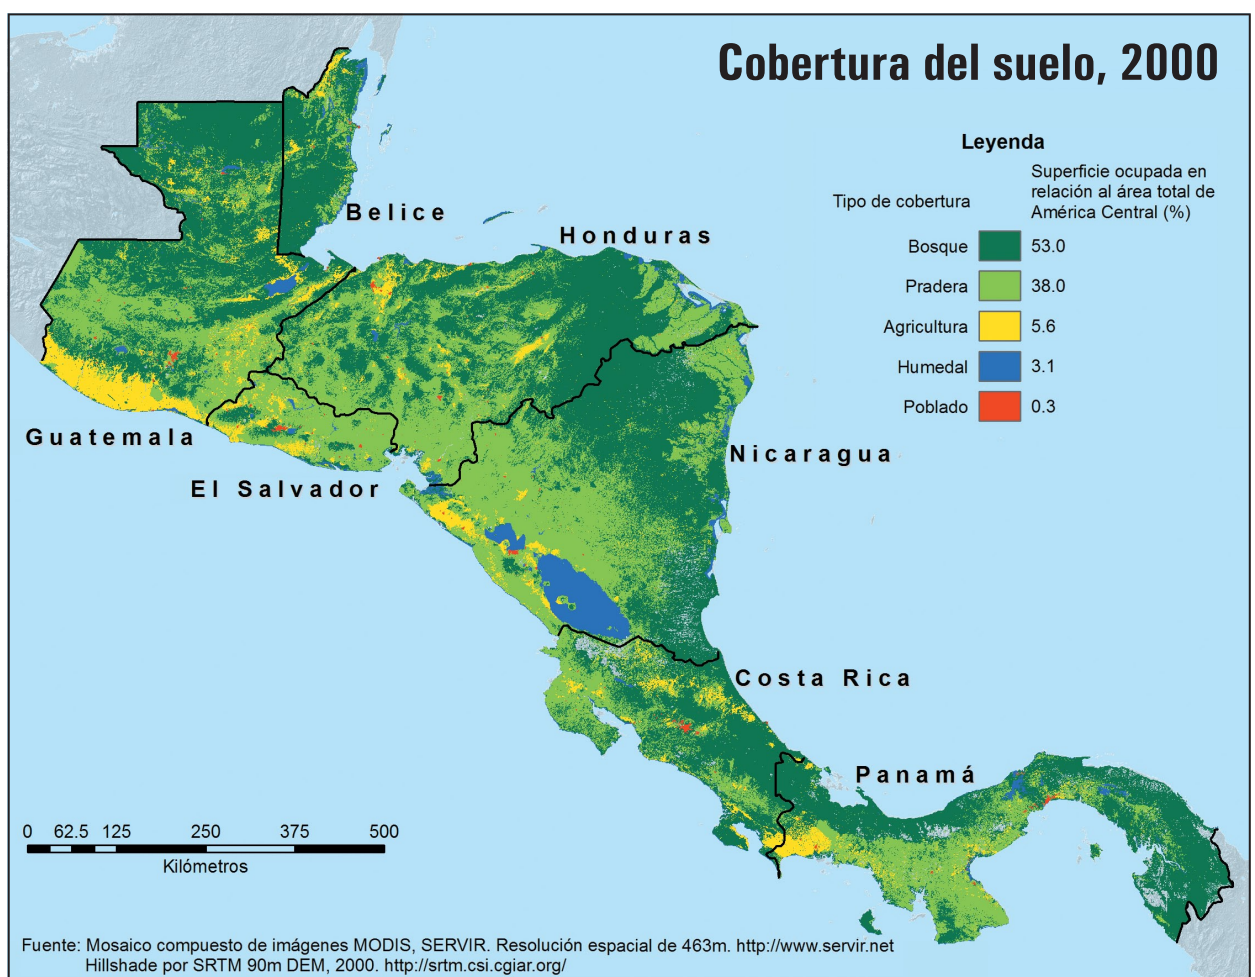 Cobertura del suelo, 2000
Leyenda
Tipo de cobertura
Superficie ocupada en
relación al área total de
América Central (%)
Bosque 53.0
Pradera 38.0
Agricultura 5.6
Humedal 3.1
Poblado 0.3
Belice
Honduras
Guatemala
El Salvador
Nicaragua
Costa Rica
Panamá
0 62.5 125 250 375 500
Kilómetros
Fuente: Mosaico compuesto de imágenes MODIS, SERVIR. Resolución espacial de 463m. http://www.servir.net
Hillshade por SRTM 90m DEM, 2000. http://srtm.csi.cgiar.org/